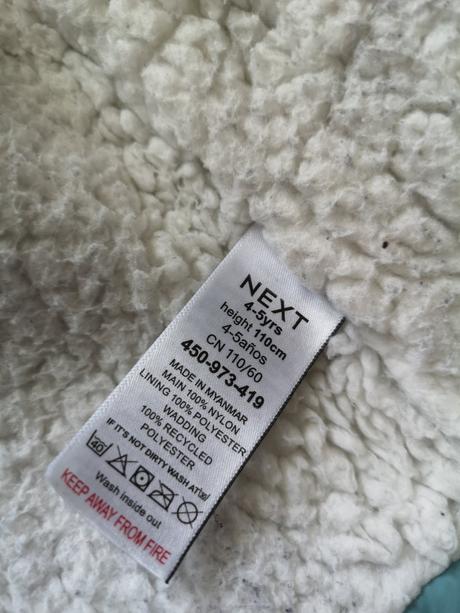 NEXT
4-5yrs
height 110cm
4-5años
CN 110/60
450-973-419
MADE IN MYANMAR
MAIN 100% NYLON
LINING 100% POLYESTER
WADDING
100% RECYCLED
POLYESTER
IF IT'S NOT DIRTY WASH AT 30
40
Wash inside out
KEEP AWAY FROM FIRE